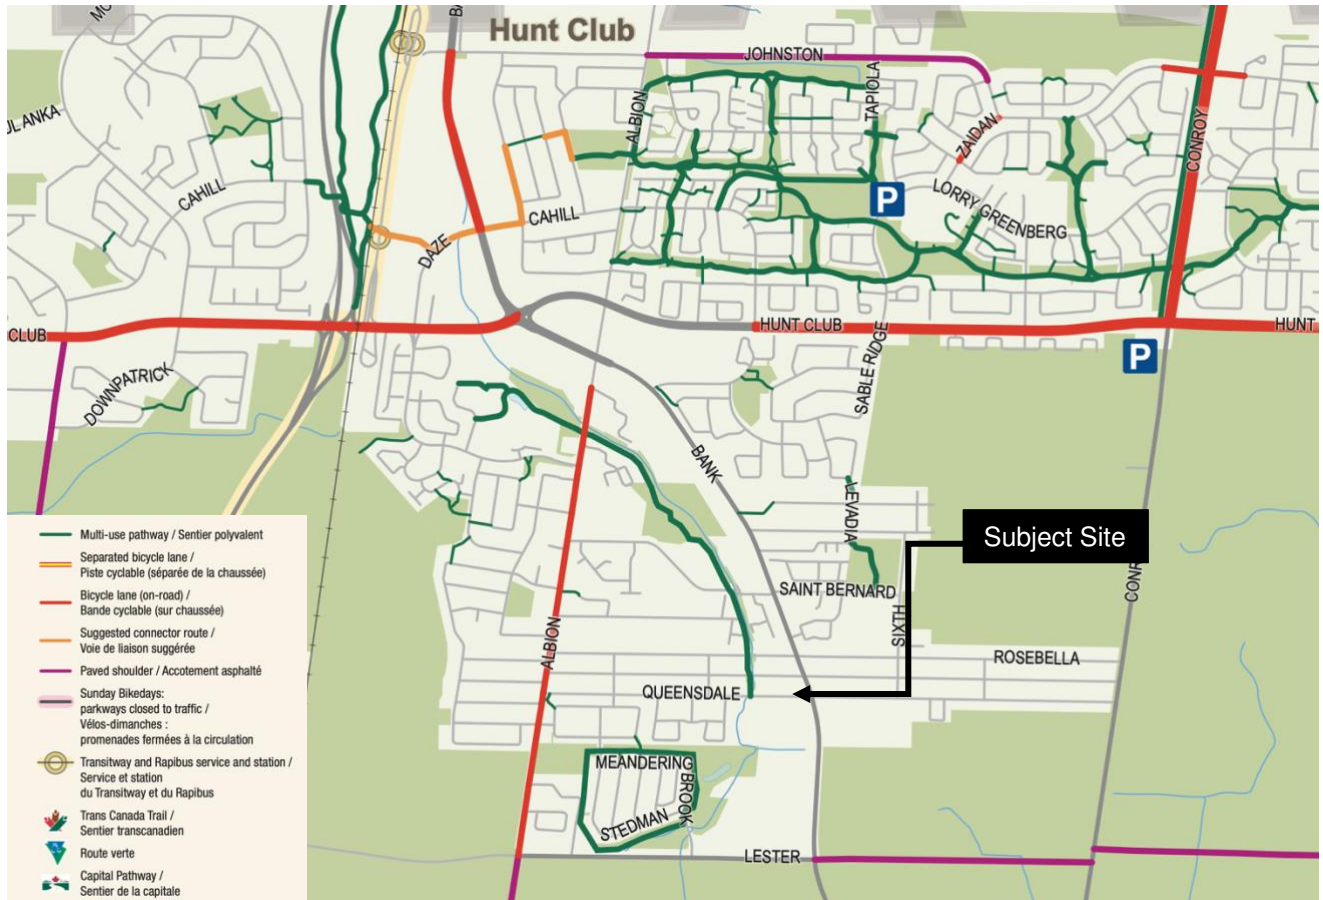 Hunt Club
JOHNSTON
ALBION
TAPIOLA
ZAIDAN
CONROY
CAHILL
P
LORRY GREENBERG
CAHILL
DAZE
CLUB
HUNT CLUB
HUNT
P
DOWNPATRICK
SABLE RIDGE
BANK
LEVADIA
Subject Site
SAINT BERNARD
SIXTH
ALBION
ROSEBELLA
QUEENSDALE
MEANDERING
BROOK
STEDMAN
LESTER
Multi-use pathway / Sentier polyvalent
Separated bicycle lane /
Piste cyclable (séparée de la chaussée)
Bicycle lane (on-road) /
Bande cyclable (sur chaussée)
Suggested connector route /
Voie de liaison suggérée
Paved shoulder / Accotement asphalté
Sunday Bikedays:
parkways closed to traffic /
Vélos-dimanches :
promenades fermées à la circulation
Transitway and Rapibus service and station /
Service et station
du Transitway et du Rapibus
Trans Canada Trail /
Sentier transcanadien
Route verte
Capital Pathway /
Sentier de la capitale